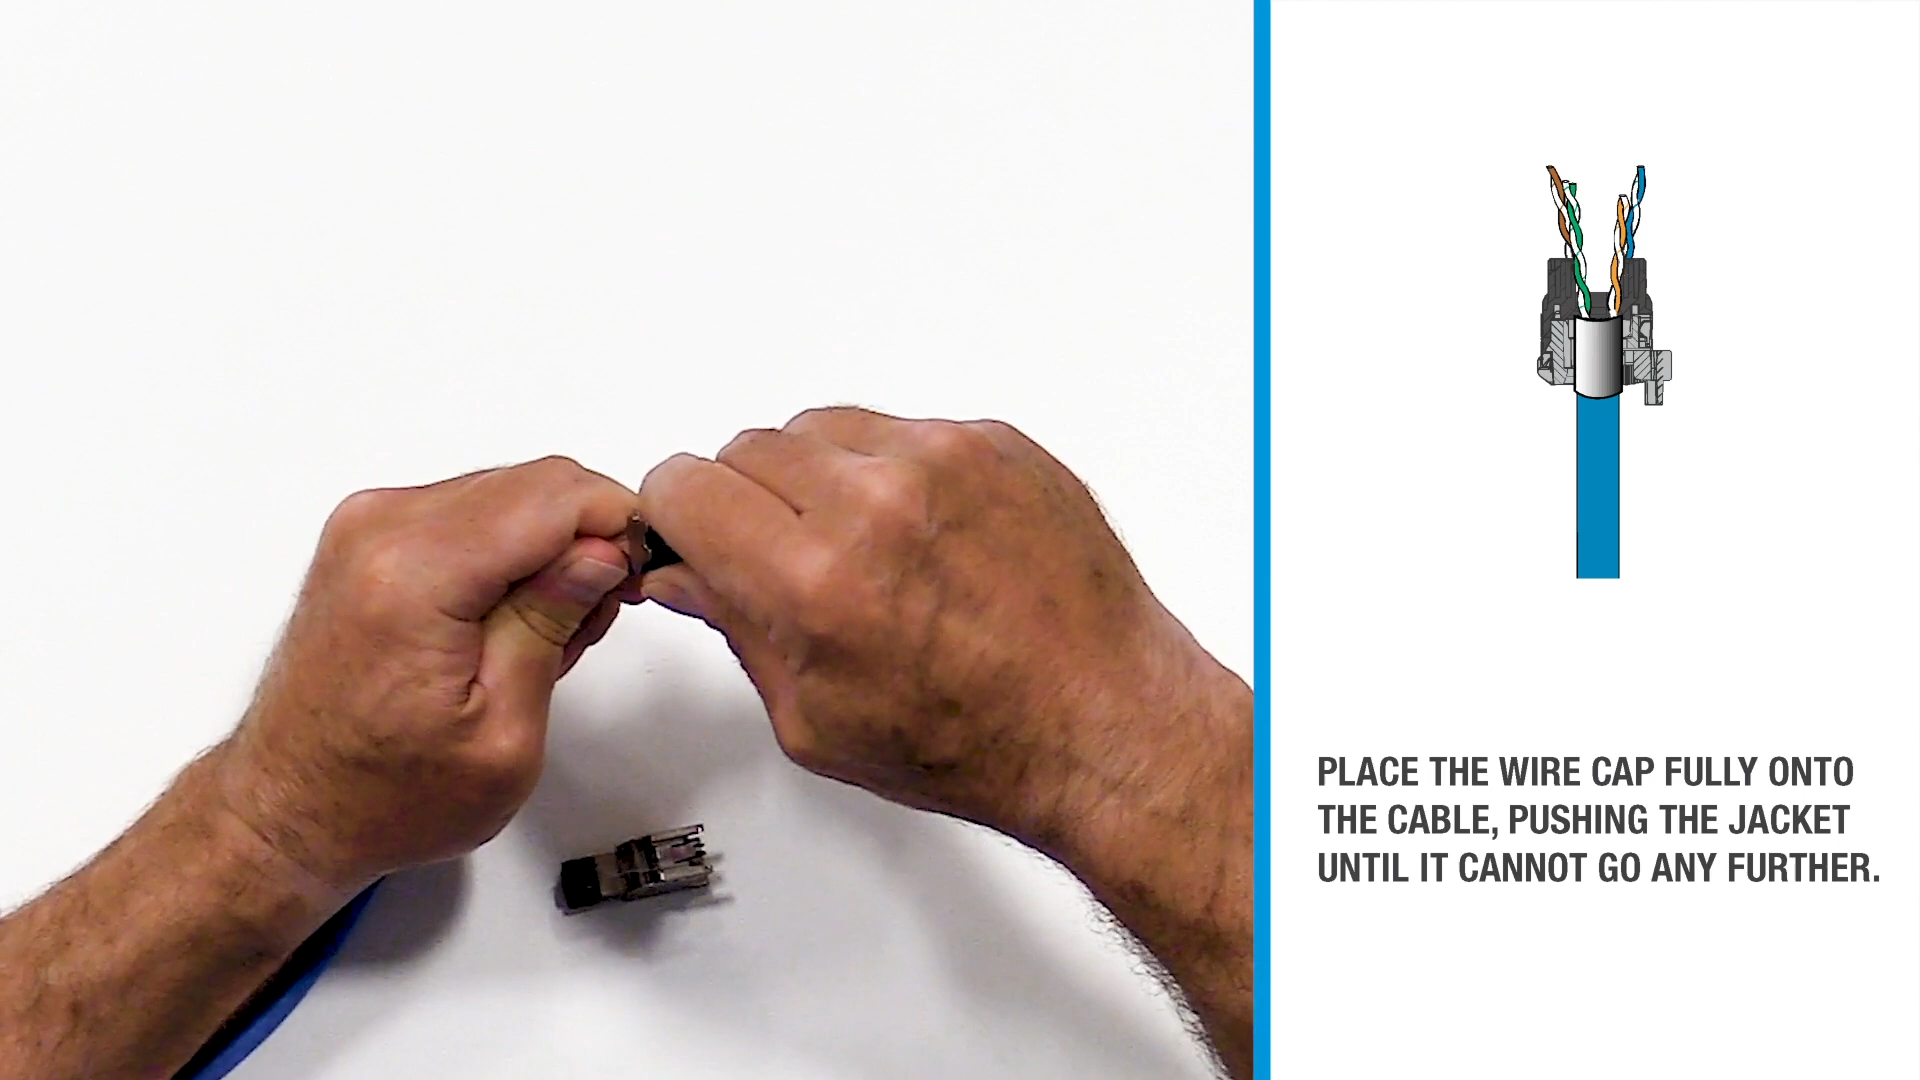 PLACE THE WIRE CAP FULLY ONTO
THE CABLE, PUSHING THE JACKET
UNTIL IT CANNOT GO ANY FURTHER.